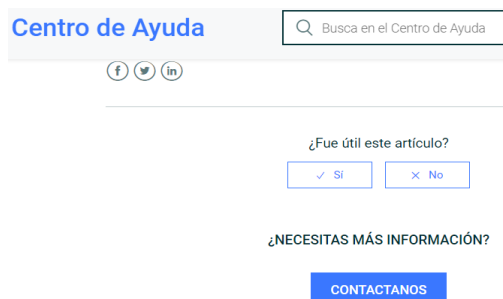 Centro de Ayuda
Busca en el Centro de Ayuda
¿Fue útil este artículo?
Sí
No
¿NECESITAS MÁS INFORMACIÓN?
CONTACTANOS